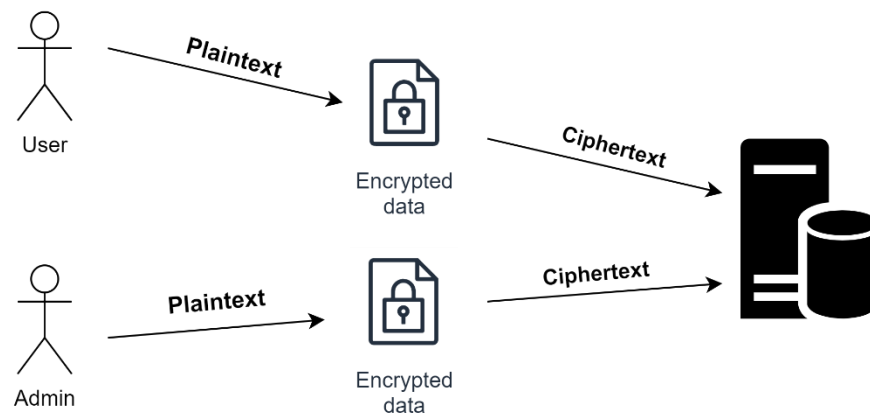 Plaintext
User
Encrypted
data
Ciphertext
Plaintext
Admin
Encrypted
data
Ciphertext